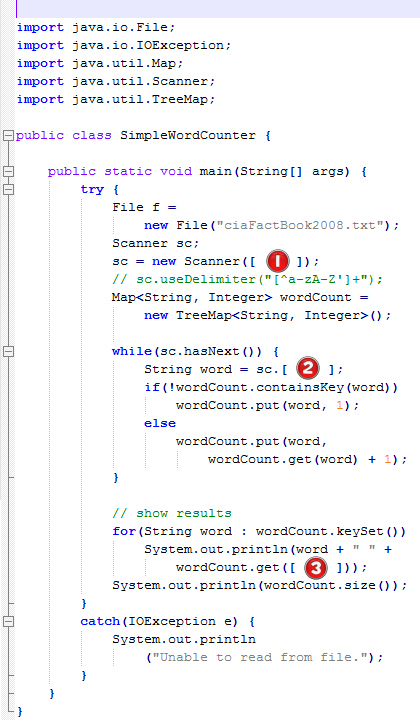 import java.io.File;
import java.io.IOException;
import java.util.Map;
import java.util.Scanner;
import java.util.TreeMap;
public class SimpleWordCounter {
public static void main(String[] args) {
try {
File f =
new File("ciaFactBook2008.txt");
Scanner sc;
sc = new Scanner([ 1 ]);
// sc.useDelimiter("[^a-zA-Z']+");
Map<String, Integer> wordCount =
new TreeMap<String, Integer>();
while(sc.hasNext()) {
String word = sc.[ 2 ];
if(!wordCount.containsKey(word))
wordCount.put(word, 1);
else
wordCount.put(word,
wordCount.get(word) + 1);
}
// show results
for(String word : wordCount.keySet())
System.out.println(word + " " +
wordCount.get([ 3 ]));
System.out.println(wordCount.size());
}
catch(IOException e) {
System.out.println
("Unable to read from file.");
}
}
}